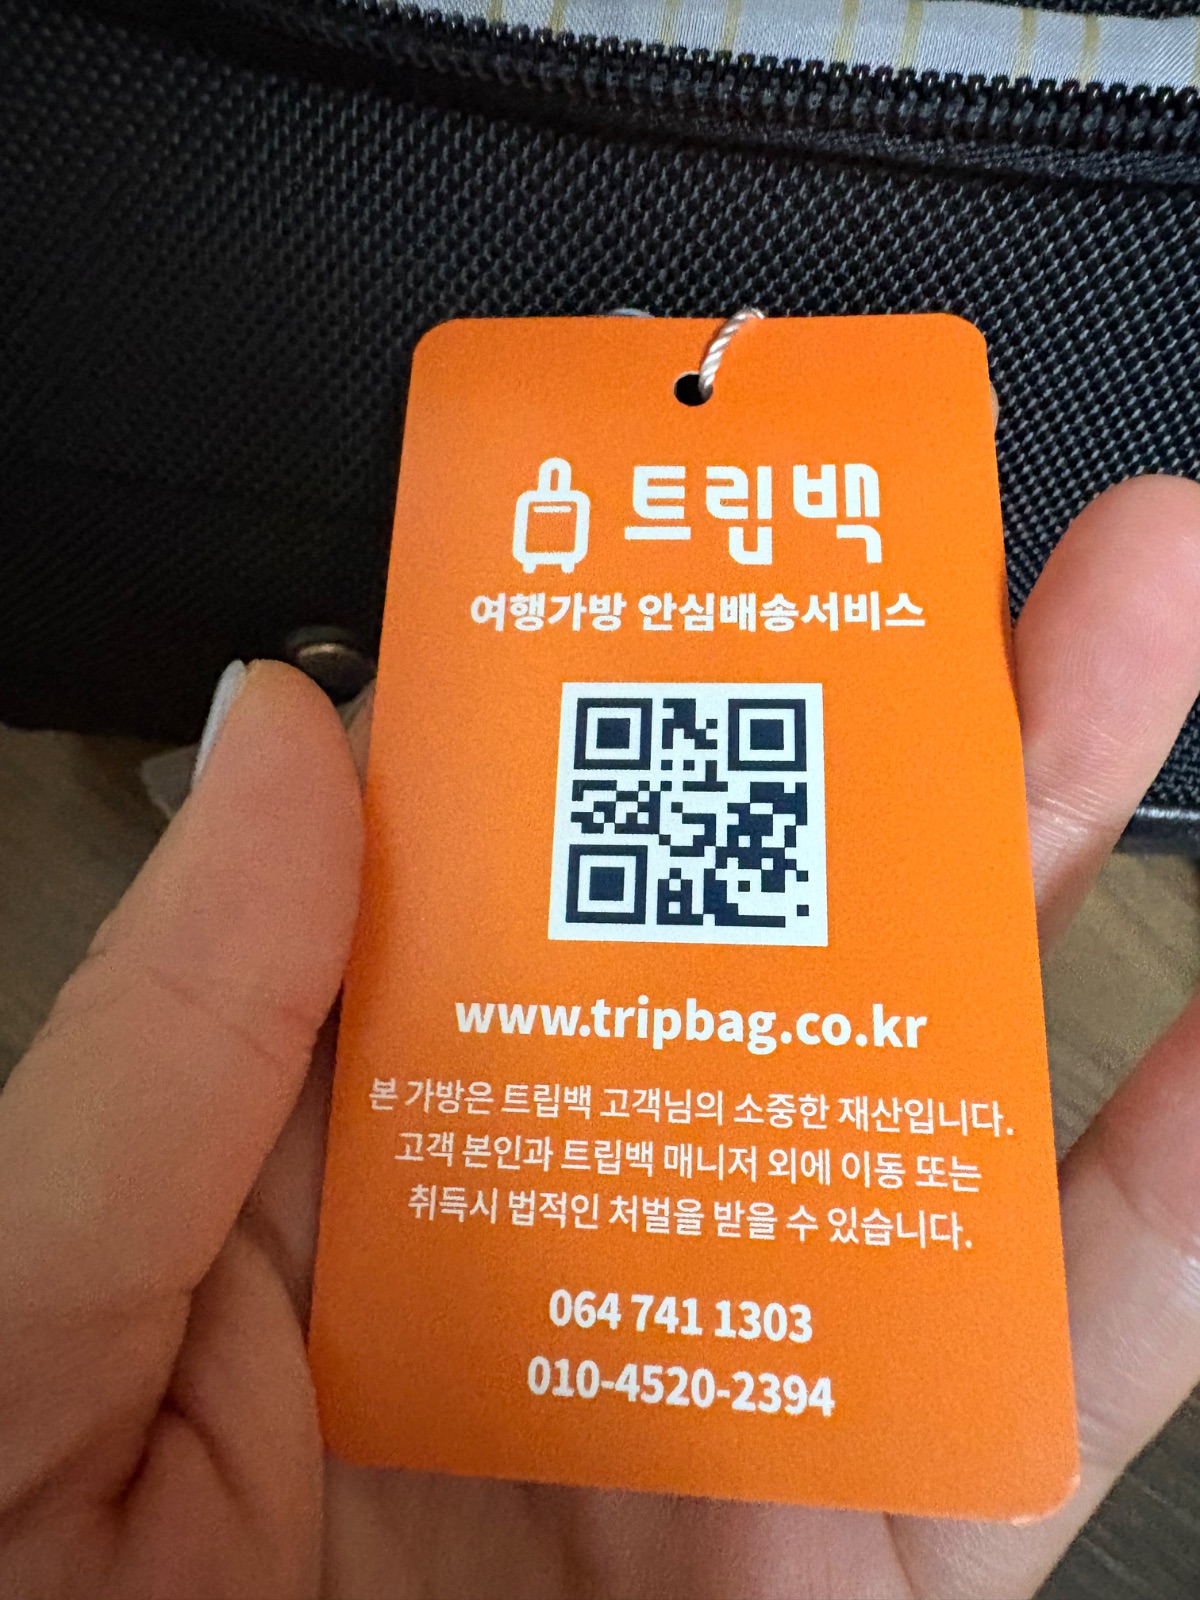 트립백
여행가방 안심배송서비스
www.tripbag.co.kr
본 가방은 트립백 고객님의 소중한 재산입니다.
고객 본인과 트립백 매니저 외에 이동 또는
취득시 법적인 처벌을 받을 수 있습니다.
064 741 1303
010-4520-2394